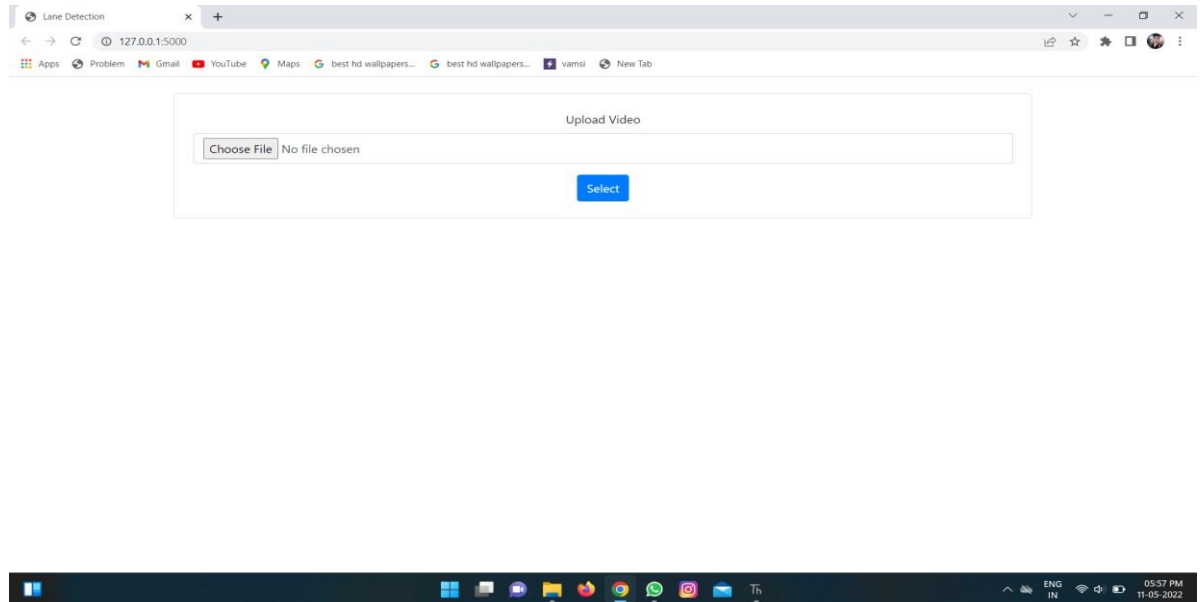 Lane Detection
127.0.0.1:5000
Apps Problem Gmail YouTube Maps best hd wallpapers... best hd wallpapers... vamsi New Tab
Upload Video
Choose File No file chosen
Select
Th
ENG
IN
05:57 PM
11-05-2022